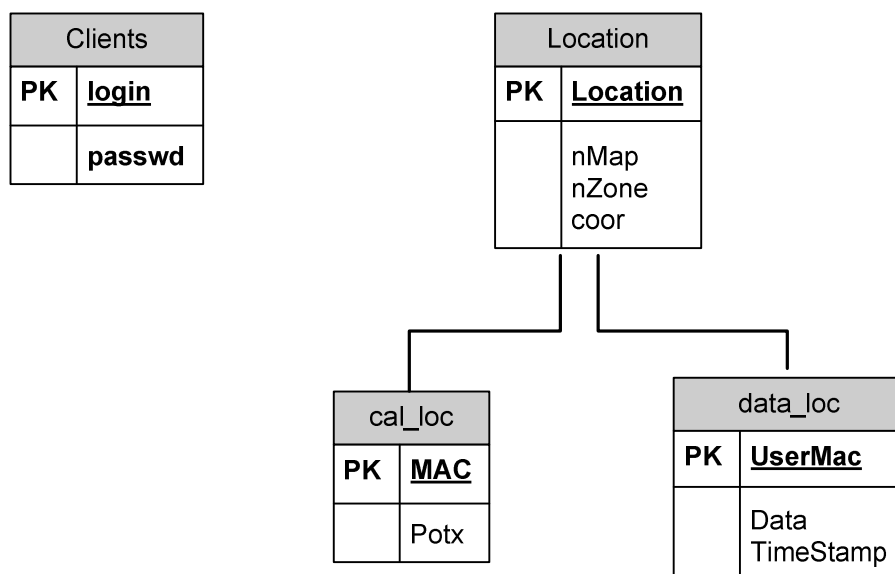 Clients
PK login
passwd
Location
PK Location
nMap
nZone
coor
cal_loc
PK MAC
Potx
data_loc
PK UserMac
Data
TimeStamp